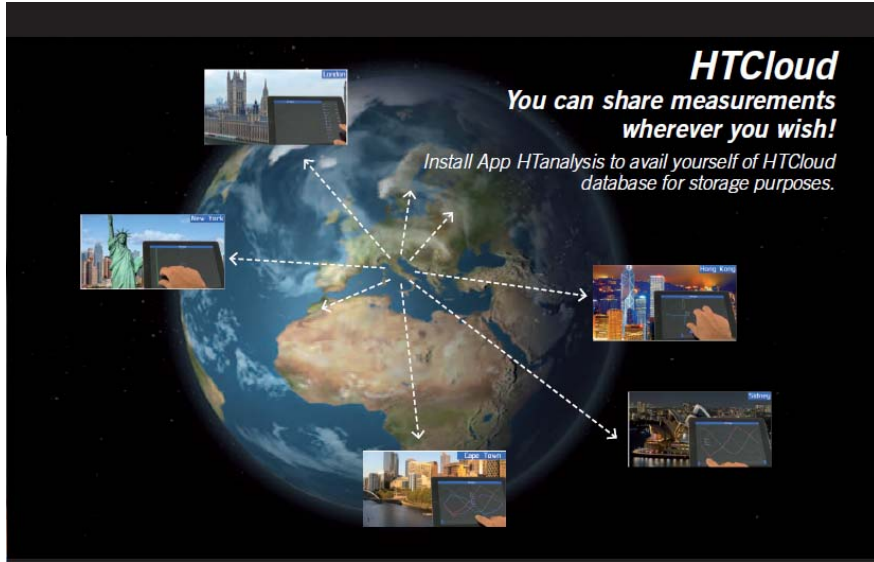 HTCloud
You can share measurements
wherever you wish!
Install App HTanalysis to avail yourself of HTCloud
database for storage purposes.
London
New York
Hong Kong
Sidney
Cape Town